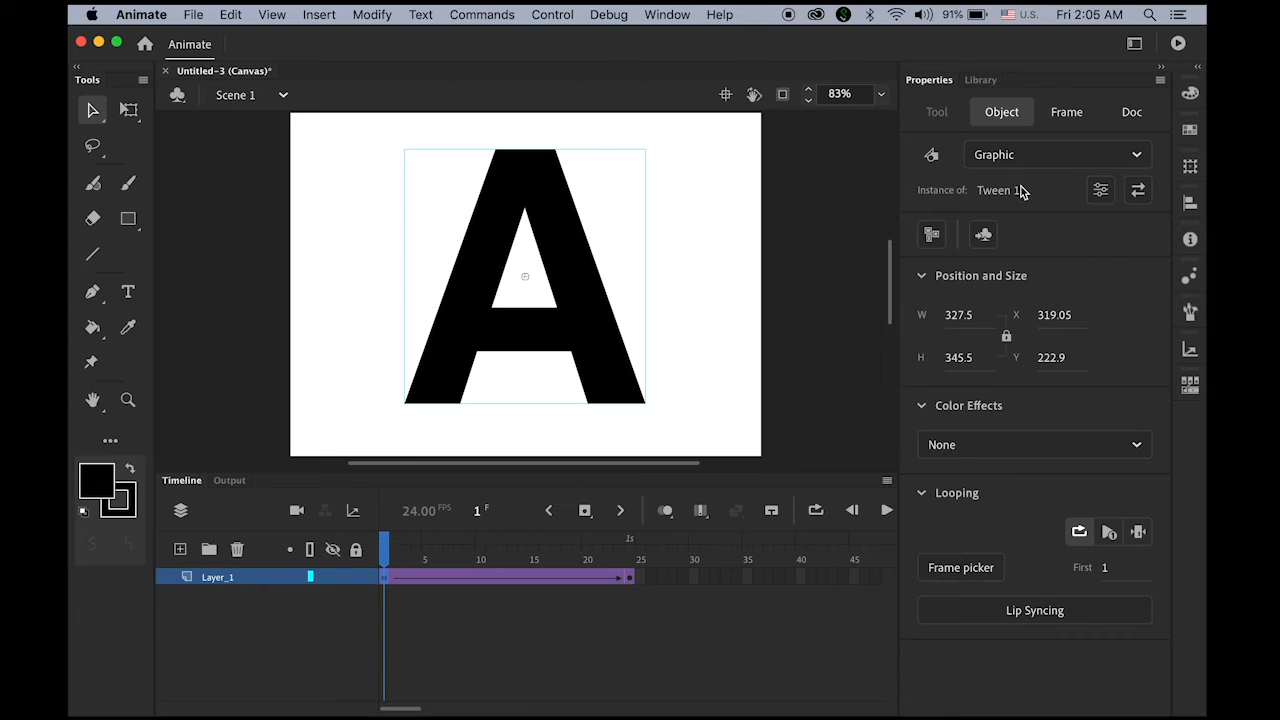 Animate File Edit View Insert Modify Text Commands Control Debug Window Help 91% U.S. Fri 2:05 AM
Animate
Tools
Untitled-3 (Canvas)*
Scene 1
83%
A
Properties Library
Tool Object Frame Doc
Graphic
Instance of: Tween 1
Position and Size
W 327.5 X 319.05
H 345.5 Y 222.9
Color Effects
None
Looping
Frame picker First 1
Lip Syncing
Timeline Output
24.00 FPS 1 F
1s
5 10 15 20 25 30 35 40 45
Layer_1